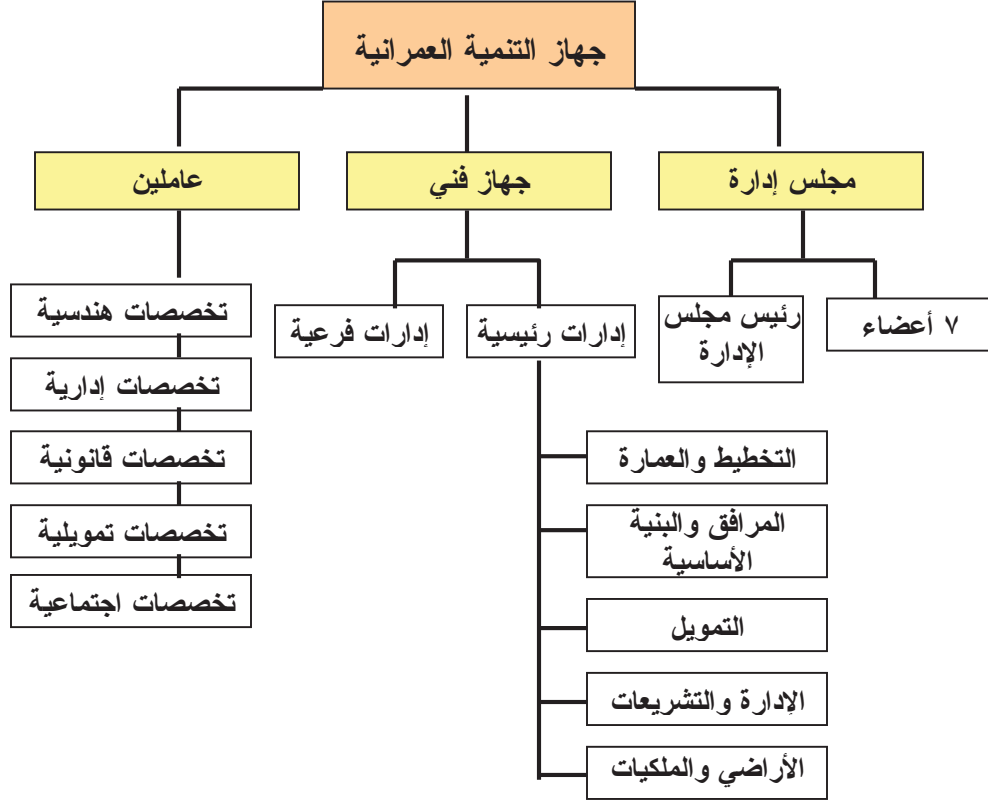 جهاز التنمية العمرانية
مجلس إدارة
جهاز فني
عاملين
٧ أعضاء
رئيس مجلس
الإدارة
إدارات رئيسية
إدارات فرعية
التخطيط والعمارة
المرافق والبنية
الأساسية
التمويل
الإدارة والتشريعات
الأراضي والملكيات
تخصصات هندسية
تخصصات إدارية
تخصصات قانونية
تخصصات تمويلية
تخصصات اجتماعية